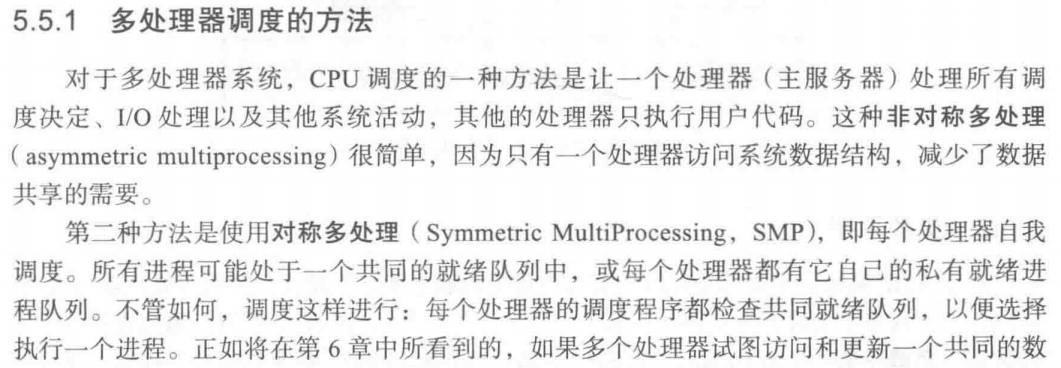 5.5.1 多处理器调度的方法
对于多处理器系统，CPU 调度的一种方法是让一个处理器（主服务器）处理所有调
度决定、I/O 处理以及其他系统活动，其他的处理器只执行用户代码。这种非对称多处理
（asymmetric multiprocessing）很简单，因为只有一个处理器访问系统数据结构，减少了数据
共享的需要。
第二种方法是使用对称多处理（Symmetric MultiProcessing，SMP），即每个处理器自我
调度。所有进程可能处于一个共同的就绪队列中，或每个处理器都有它自己的私有就绪进
程队列。不管如何，调度这样进行：每个处理器的调度程序都检查共同就绪队列，以便选择
执行一个进程。正如将在第 6 章中所看到的，如果多个处理器试图访问和更新一个共同的数